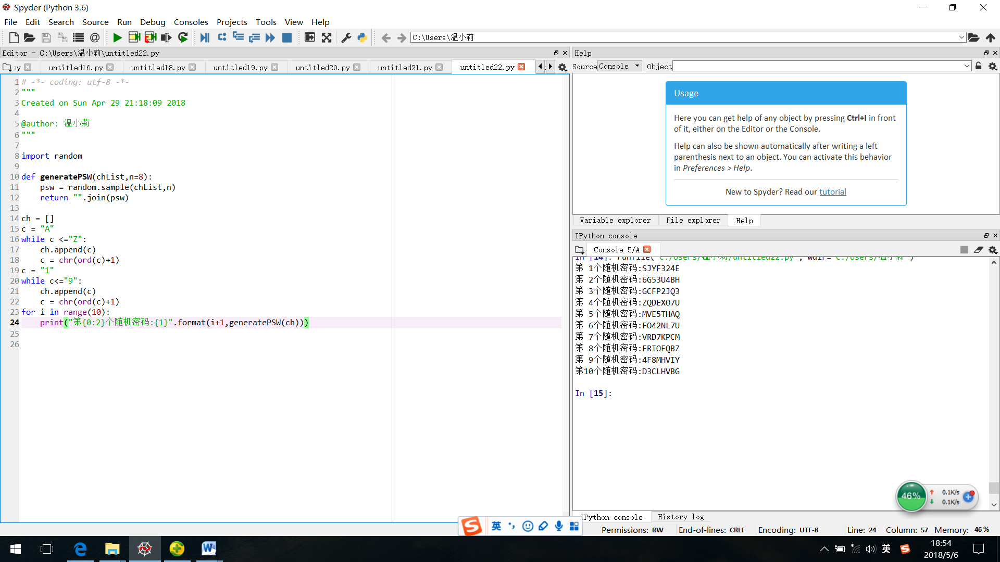 Spyder (Python 3.6)
File Edit Search Source Run Debug Consoles Projects Tools View Help
C:\Users\温小莉
Editor - C:\Users\温小莉\untitled22.py
untitled16.py untitled18.py untitled19.py untitled20.py untitled21.py untitled22.py
1 # -*- coding: utf-8 -*-
2 """
3 Created on Sun Apr 29 21:18:09 2018
4
5 @author: 温小莉
6 """
7
8 import random
9
10 def generatePSW(chList,n=8):
11     psw = random.sample(chList,n)
12     return "".join(psw)
13
14 ch = []
15 c = "A"
16 while c <="Z":
17     ch.append(c)
18     c = chr(ord(c)+1)
19 c = "1"
20 while c<="9":
21     ch.append(c)
22     c = chr(ord(c)+1)
23 for i in range(10):
24     print("第{0:2}个随机密码:{1}".format(i+1,generatePSW(ch)))
25
26
Help
Source Console Object
Usage
Here you can get help of any object by pressing Ctrl+I in front
of it, either on the Editor or the Console.
Help can also be shown automatically after writing a left
parenthesis next to an object. You can activate this behavior
in Preferences > Help.
New to Spyder? Read our tutorial
Variable explorer File explorer Help
IPython console
Console 5/A
In [14]: runfile('C:/Users/温小莉/untitled22.py', wdir='C:/Users/温小莉')
第 1个随机密码:SJYF324E
第 2个随机密码:6G53U4BH
第 3个随机密码:GCFP2JQ3
第 4个随机密码:ZQDEXO7U
第 5个随机密码:MVE5THAQ
第 6个随机密码:FO42NL7U
第 7个随机密码:VRD7KPCM
第 8个随机密码:ERIOFQBZ
第 9个随机密码:4F8MHVIY
第10个随机密码:D3CLHVBG
In [15]:
46% 0.1K/s
0.1K/s
IPython console History log
英
Permissions: RW End-of-lines: CRLF Encoding: UTF-8 Line: 24 Column: 57 Memory: 46 %
英
18:54
2018/5/6